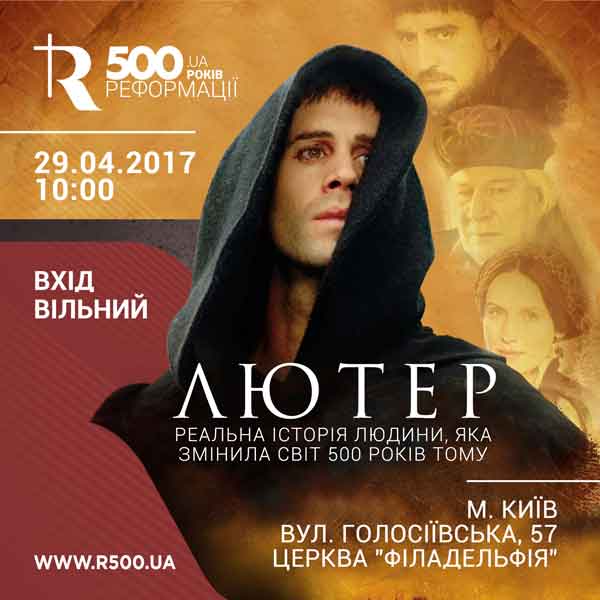 R 500 .UA РОКІВ
РЕФОРМАЦІЇ
29.04.2017
10:00
ВХІД
ВІЛЬНИЙ
ЛЮТЕР
РЕАЛЬНА ІСТОРІЯ ЛЮДИНИ, ЯКА
ЗМІНИЛА СВІТ 500 РОКІВ ТОМУ
М. КИЇВ
ВУЛ. ГОЛОСІЇВСЬКА, 57
ЦЕРКВА "ФІЛАДЕЛЬФІЯ"
WWW.R500.UA